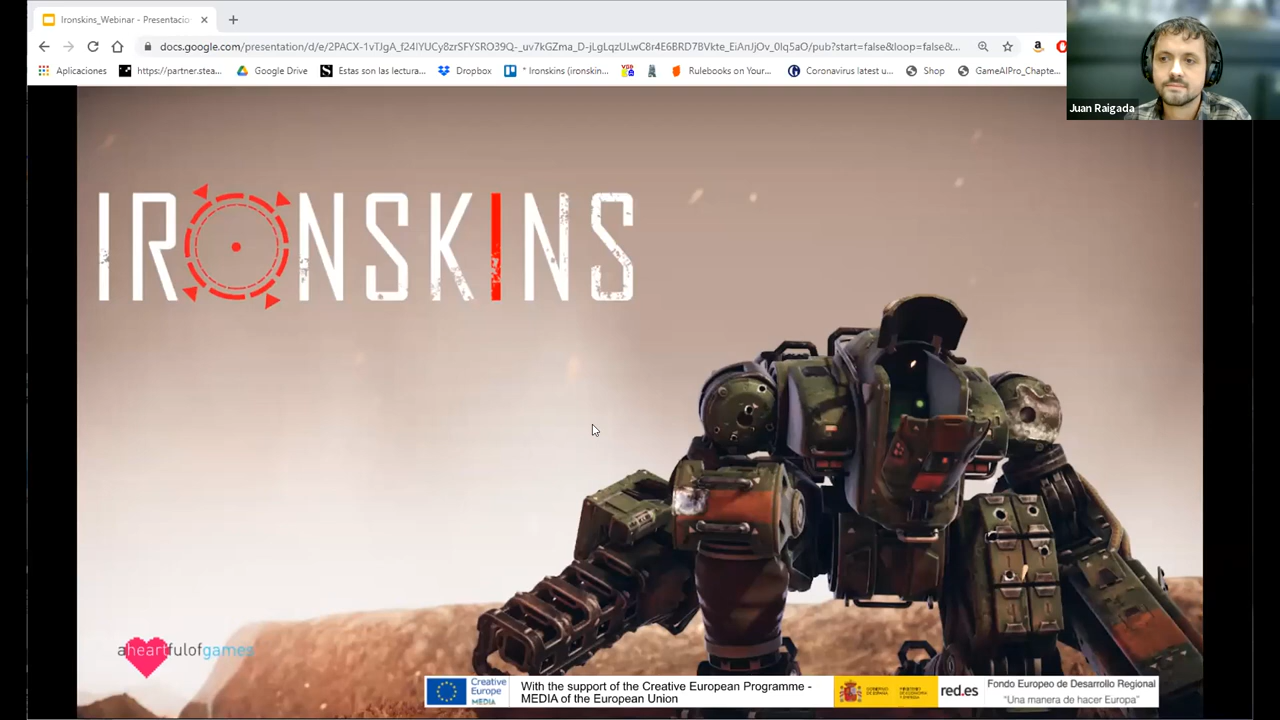 Ironskins_Webinar - Presentacio
docs.google.com/presentation/d/e/2PACX-1vTJgA_f24lYUCy8zrSFYSRO39Q-_uv7kGZma_D-jLgLqzULwC8r4E6BRD7BVkte_EiAnJjOv_0Iq5aO/pub?start=false&loop=false&...
Aplicaciones
https://partner.stea...
Google Drive
Estas son las lectura...
Dropbox
* Ironskins (ironskin...
Rulebooks on Your...
Coronavirus latest u...
Shop
GameAIPro_Chapte...
Juan Raigada
IRONSKINS
aheartfulofgames
Creative
Europe
MEDIA
With the support of the Creative European Programme -
MEDIA of the European Union
red.es
Fondo Europeo de Desarrollo Regional
"Una manera de hacer Europa"